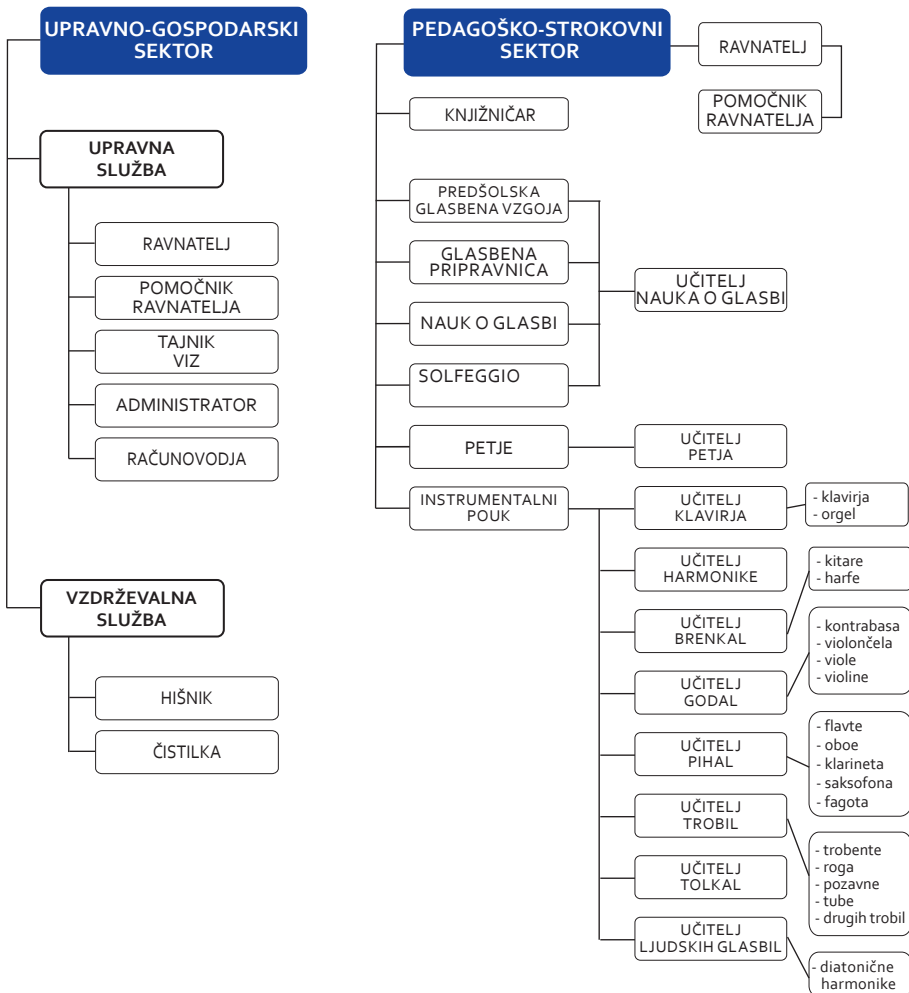 UPRAVNO-GOSPODARSKI
SEKTOR
UPRAVNA
SLUŽBA
RAVNATELJ
POMOČNIK
RAVNATELJA
TAJNIK
VIZ
ADMINISTRATOR
RAČUNOVODJA
VZDRŽEVALNA
SLUŽBA
HIŠNIK
ČISTILKA
PEDAGOŠKO-STROKOVNI
SEKTOR
RAVNATELJ
POMOČNIK
RAVNATELJA
KNJIŽNIČAR
PREDŠOLSKA
GLASBENA VZGOJA
GLASBENA
PRIPRAVNICA
NAUK O GLASBI
SOLFEGGIO
UČITELJ
NAUKA O GLASBI
PETJE
UČITELJ
PETJA
INSTRUMENTALNI
POUK
UČITELJ
KLAVIRJA
- klavirja
- orgel
UČITELJ
HARMONIKE
UČITELJ
BRENKAL
- kitare
- harfe
UČITELJ
GODAL
- kontrabasa
- violončela
- viole
- violine
UČITELJ
PIHAL
- flavte
- oboe
- klarineta
- saksofona
- fagota
UČITELJ
TROBIL
- trobente
- roga
- pozavne
- tube
- drugih trobil
UČITELJ
TOLKAL
UČITELJ
LJUDSKIH GLASBIL
- diatonične
harmonike